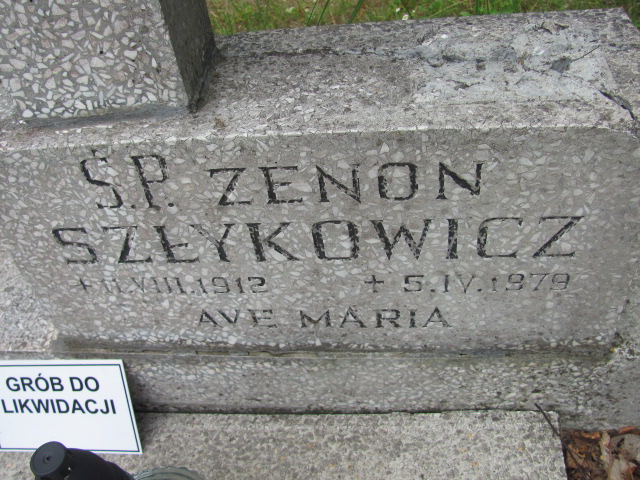 Ś.P. ZENON
SZŁYKOWICZ
+ 11.VIII.1912 + 5.IV.1979
AVE MARIA
GRÓB DO
LIKWIDACJI